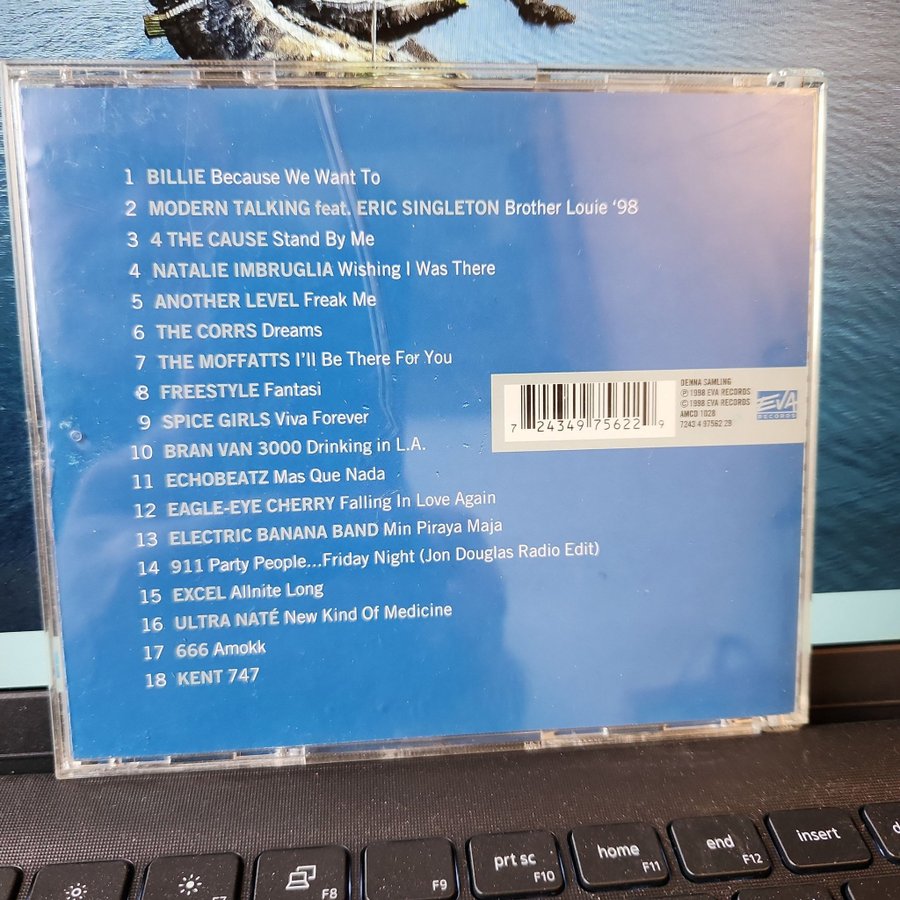 1 BILLIE Because We Want To
2 MODERN TALKING feat. ERIC SINGLETON Brother Louie ‘98
3 4 THE CAUSE Stand By Me
4 NATALIE IMBRUGLIA Wishing I Was There
5 ANOTHER LEVEL Freak Me
6 THE CORRS Dreams
7 THE MOFFATTS I'll Be There For You
8 FREESTYLE Fantasi
9 SPICE GIRLS Viva Forever
10 BRAN VAN 3000 Drinking in L.A.
11 ECHOBEATZ Mas Que Nada
12 EAGLE-EYE CHERRY Falling In Love Again
13 ELECTRIC BANANA BAND Min Piraya Maja
14 911 Party People...Friday Night (Jon Douglas Radio Edit)
15 EXCEL Allnite Long
16 ULTRA NATÉ New Kind Of Medicine
17 666 Amokk
18 KENT 747
7 24349 75622 9
DENNA SAMLING
℗ 1998 EVA RECORDS
© 1998 EVA RECORDS
AMCD 1028
7243 4 97562 29
EVA
RECORDS
F8
F9
prt sc
F10
home
F11
end
F12
insert